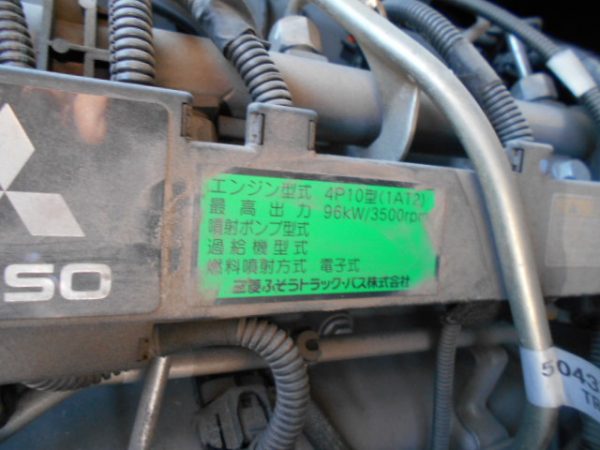 エンジン型式 4P10型(1AT2)
最高出力 96kW/3500rpm
噴射ポンプ型式
過給機型式
燃料噴射方式 電子式
三菱ふそうトラック・バス株式会社
SO
5043
TR